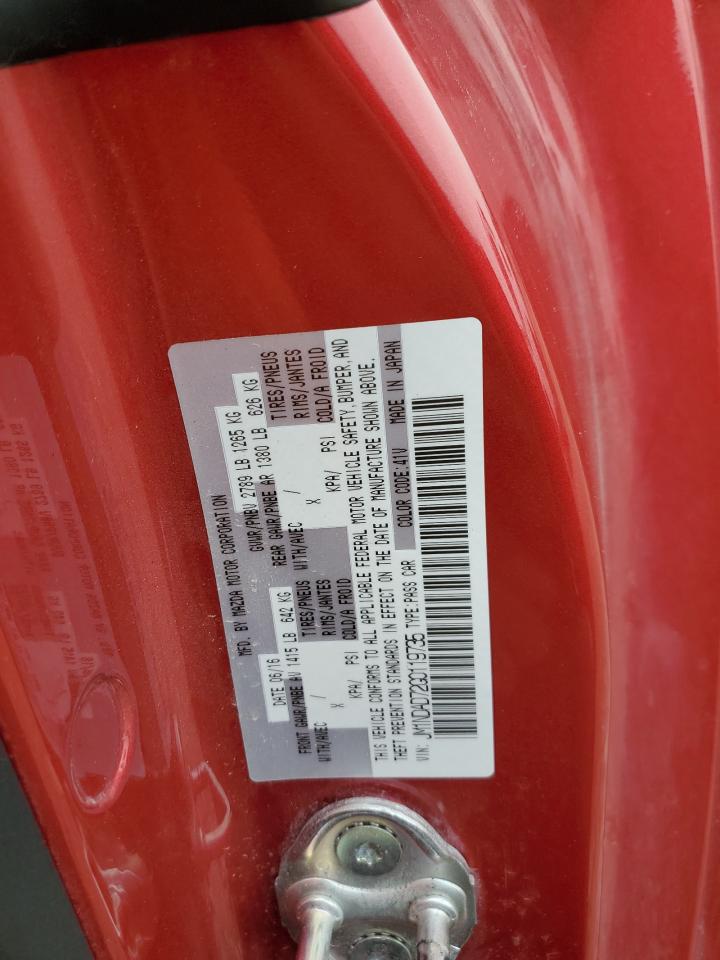 MFD. BY MAZDA MOTOR CORPORATION
DATE 06/16 GVWR/PNBV 2789 LB 1265 KG
FRONT GAWR/PNBE AV 1415 LB 642 KG REAR GAWR/PNBE AR 1380 LB 626 KG
WITH/AVEC / TIRES/PNEUS WITH/AVEC / TIRES/PNEUS
X RIMS/JANTES X RIMS/JANTES
KPA/ PSI COLD/A FROID KPA/ PSI COLD/A FROID
THIS VEHICLE CONFORMS TO ALL APPLICABLE FEDERAL MOTOR VEHICLE SAFETY, BUMPER, AND
THEFT PREVENTION STANDARDS IN EFFECT ON THE DATE OF MANUFACTURE SHOWN ABOVE.
VIN: JM1NDAD72G0119735 TYPE:PASS CAR COLOR CODE:41V MADE IN JAPAN